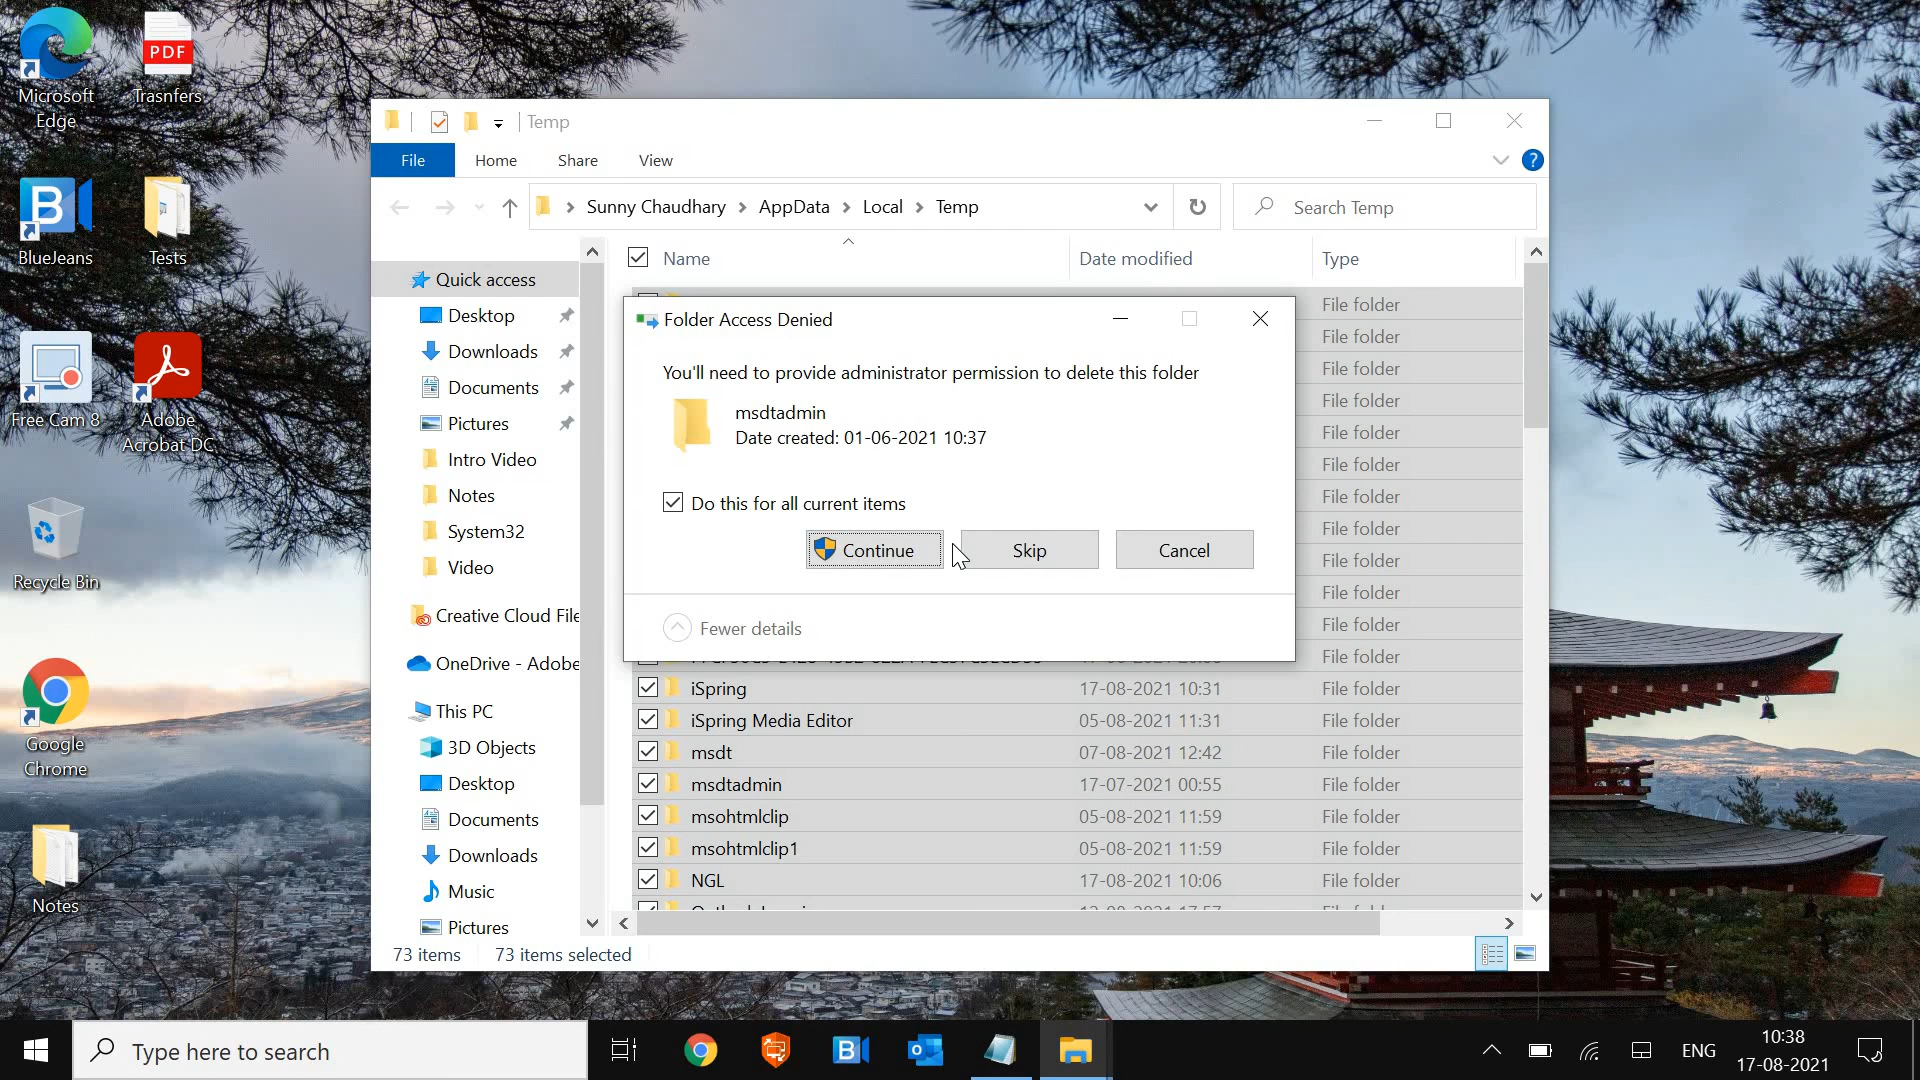 Microsoft
Edge
PDF
Trasnfers
B
BlueJeans
Tests
Free Cam 8
Adobe
Acrobat DC
Recycle Bin
Google
Chrome
Notes
Temp
File
Home
Share
View
?
Sunny Chaudhary
AppData
Local
Temp
Search Temp
Name
Date modified
Type
Quick access
Desktop
Downloads
Documents
Pictures
Intro Video
Notes
System32
Video
Creative Cloud File
OneDrive - Adobe
This PC
3D Objects
Desktop
Documents
Downloads
Music
Pictures
File folder
File folder
File folder
File folder
File folder
File folder
File folder
File folder
File folder
File folder
File folder
File folder
Folder Access Denied
You'll need to provide administrator permission to delete this folder
msdtadmin
Date created: 01-06-2021 10:37
Do this for all current items
Continue
Skip
Cancel
Fewer details
iSpring 17-08-2021 10:31 File folder
iSpring Media Editor 05-08-2021 11:31 File folder
msdt 07-08-2021 12:42 File folder
msdtadmin 17-07-2021 00:55 File folder
msohtmlclip 05-08-2021 11:59 File folder
msohtmlclip1 05-08-2021 11:59 File folder
NGL 17-08-2021 10:06 File folder
73 items
73 items selected
Type here to search
B
ENG
10:38
17-08-2021